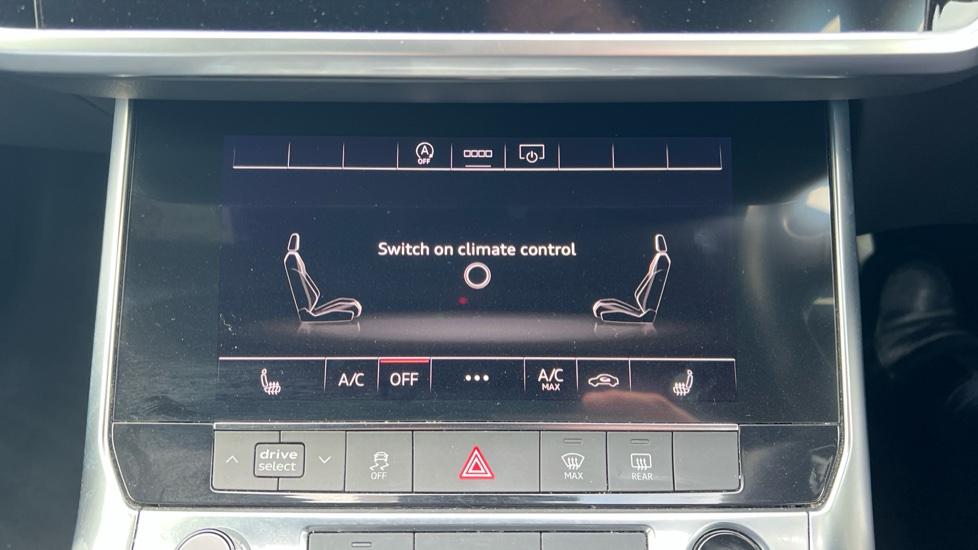 A
OFF
Switch on climate control
A/C OFF ••• A/C MAX
drive select
OFF MAX REAR